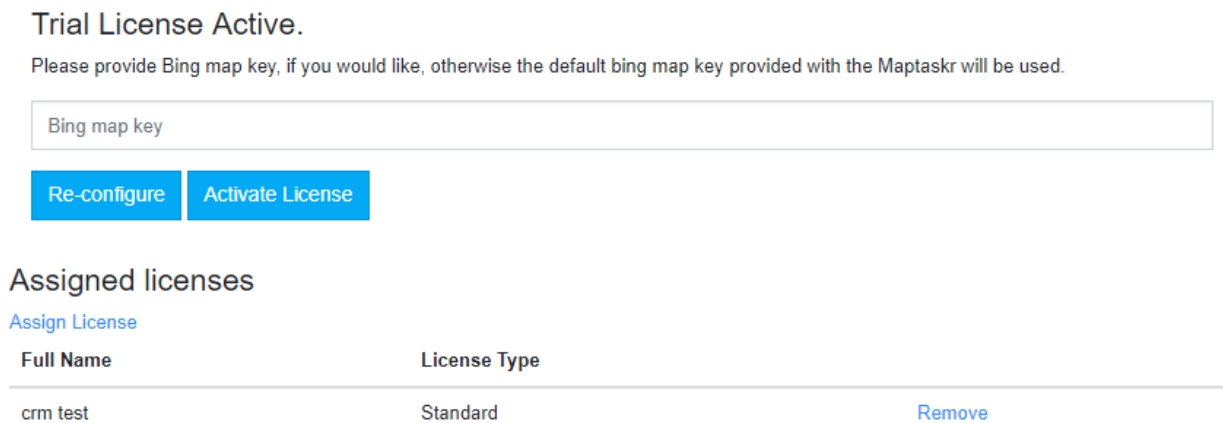 Trial License Active.
Please provide Bing map key, if you would like, otherwise the default bing map key provided with the Maptaskr will be used.
Bing map key
Re-configure Activate License
Assigned licenses
Assign License
Full Name License Type
crm test Standard Remove